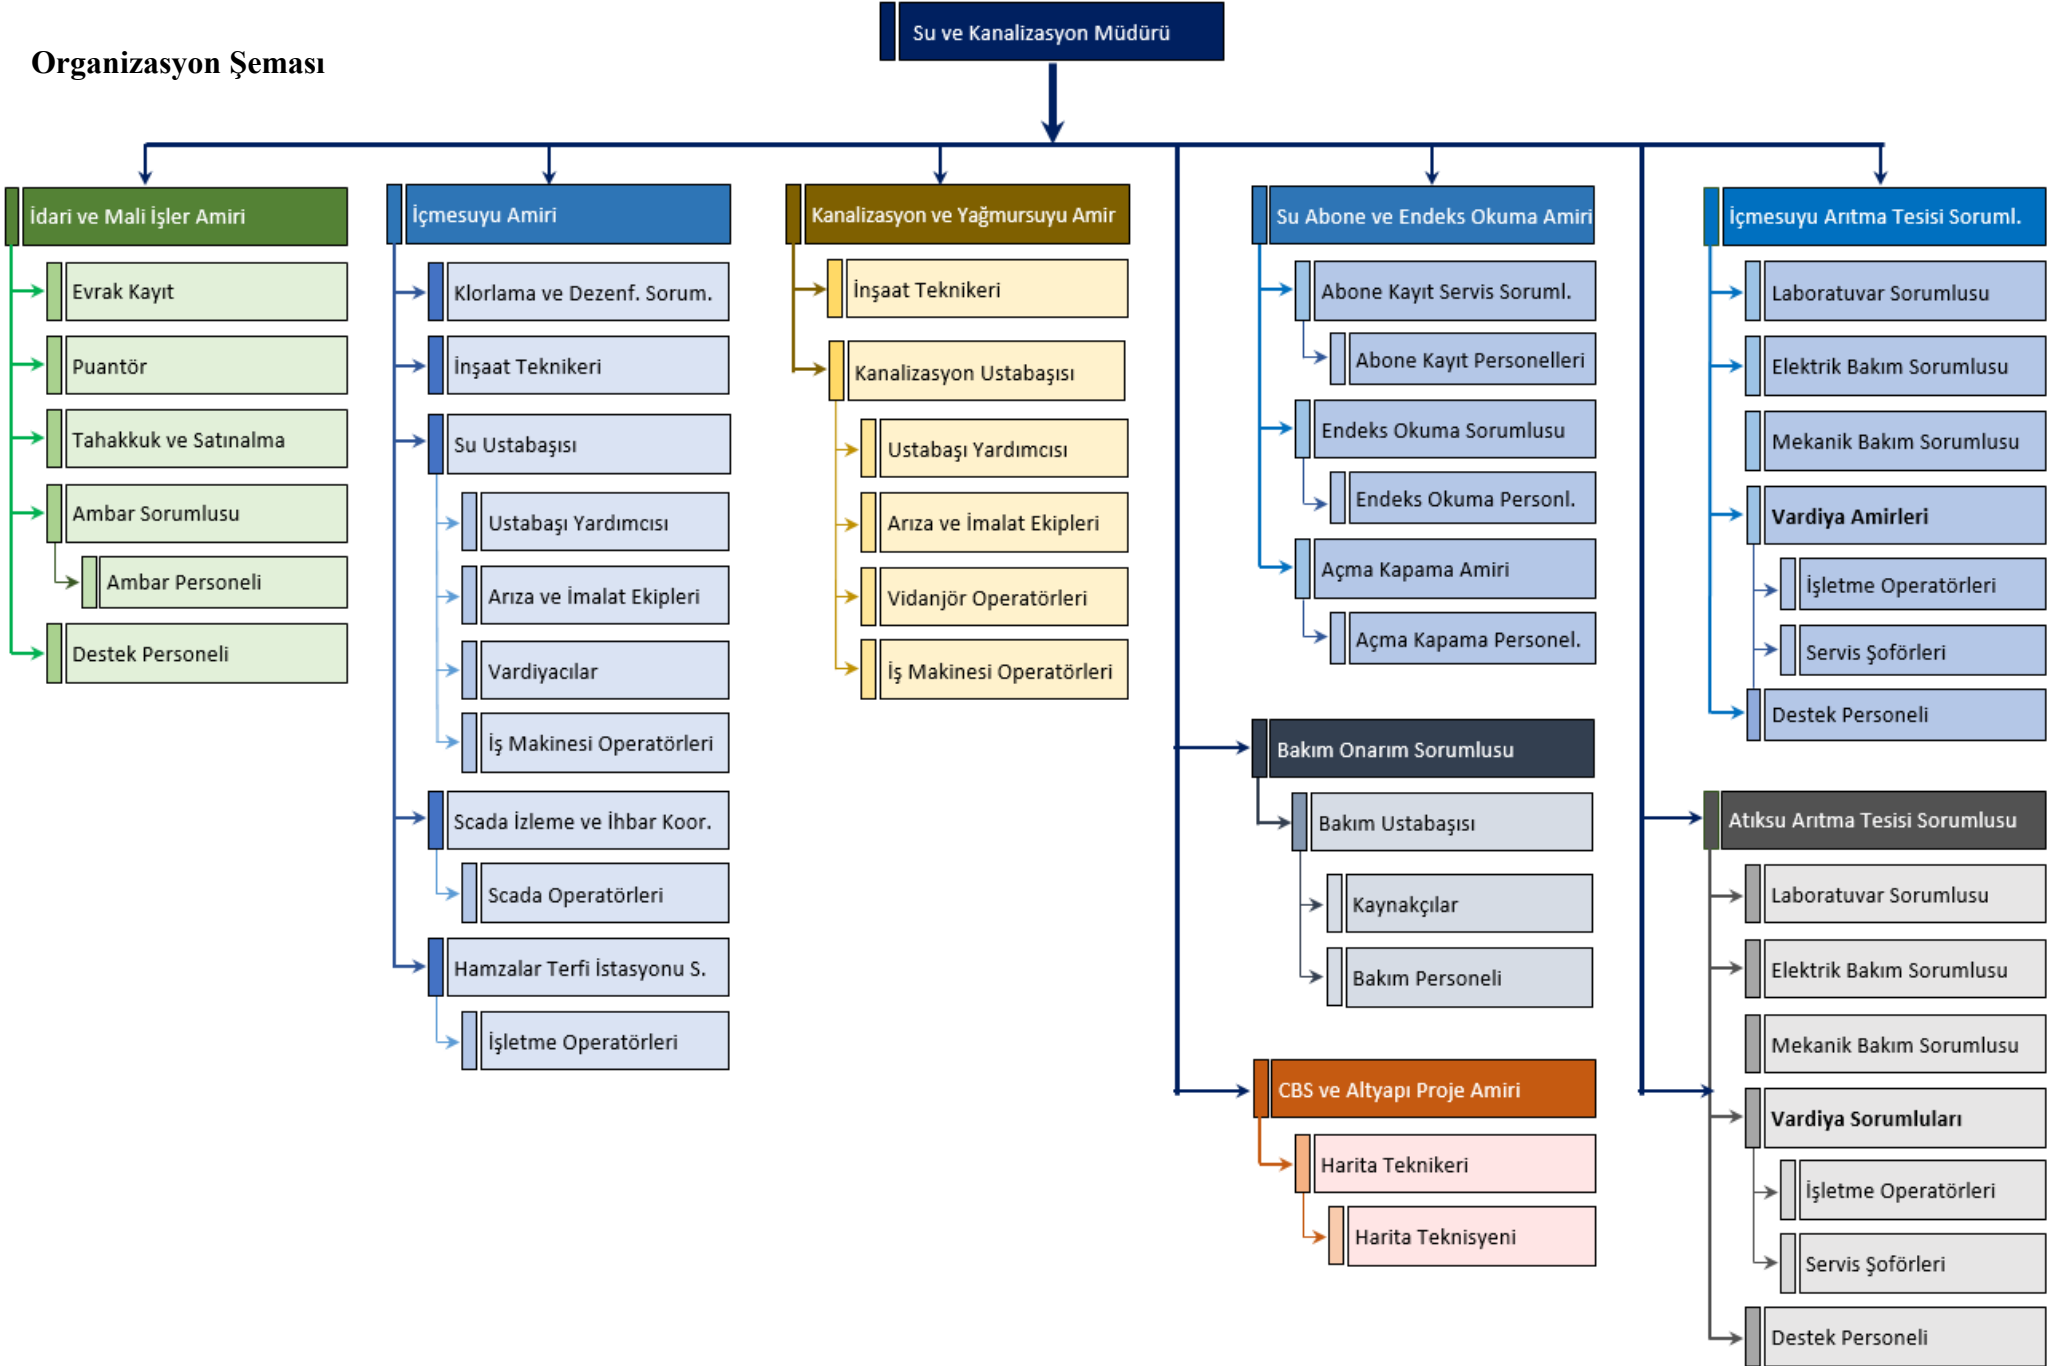 Su ve Kanalizasyon Müdürü
Organizasyon Şeması
İdari ve Mali İşler Amiri
Evrak Kayıt
Puantör
Tahakkuk ve Satınalma
Ambar Sorumlusu
Ambar Personeli
Destek Personeli
İçmesuyu Amiri
Klorlama ve Dezenf. Sorum.
İnşaat Teknikeri
Su Ustabaşısı
Ustabaşı Yardımcısı
Arıza ve İmalat Ekipleri
Vardiyacılar
İş Makinesi Operatörleri
Scada İzleme ve İhbar Koor.
Scada Operatörleri
Hamzalar Terfi İstasyonu S.
İşletme Operatörleri
Kanalizasyon ve Yağmursuyu Amir
İnşaat Teknikeri
Kanalizasyon Ustabaşısı
Ustabaşı Yardımcısı
Arıza ve İmalat Ekipleri
Vidanjör Operatörleri
İş Makinesi Operatörleri
Su Abone ve Endeks Okuma Amiri
Abone Kayıt Servis Soruml.
Abone Kayıt Personelleri
Endeks Okuma Sorumlusu
Endeks Okuma Personl.
Açma Kapama Amiri
Açma Kapama Personel.
Bakım Onarım Sorumlusu
Bakım Ustabaşısı
Kaynakçılar
Bakım Personeli
CBS ve Altyapı Proje Amiri
Harita Teknikeri
Harita Teknisyeni
İçmesuyu Arıtma Tesisi Soruml.
Laboratuvar Sorumlusu
Elektrik Bakım Sorumlusu
Mekanik Bakım Sorumlusu
Vardiya Amirleri
İşletme Operatörleri
Servis Şoförleri
Destek Personeli
Atıksu Arıtma Tesisi Sorumlusu
Laboratuvar Sorumlusu
Elektrik Bakım Sorumlusu
Mekanik Bakım Sorumlusu
Vardiya Sorumluları
İşletme Operatörleri
Servis Şoförleri
Destek Personeli